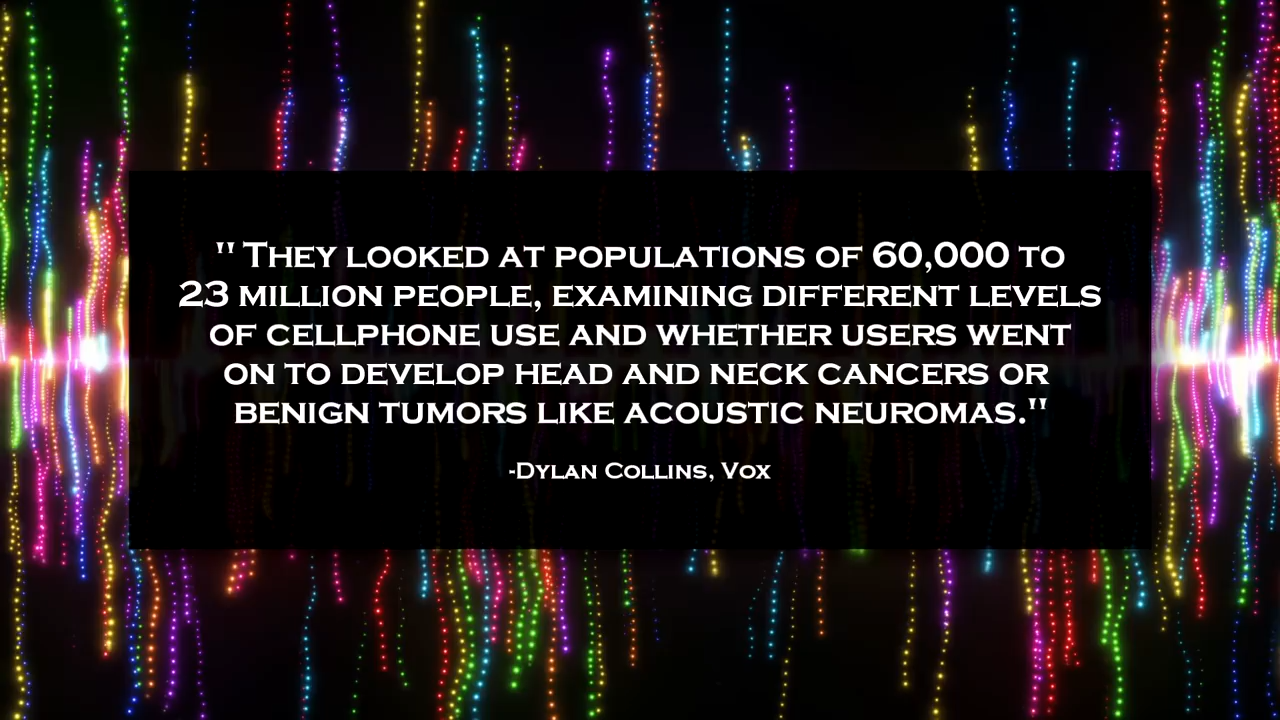 " They looked at populations of 60,000 to
23 million people, examining different levels
of cellphone use and whether users went
on to develop head and neck cancers or
benign tumors like acoustic neuromas."
-Dylan Collins, Vox